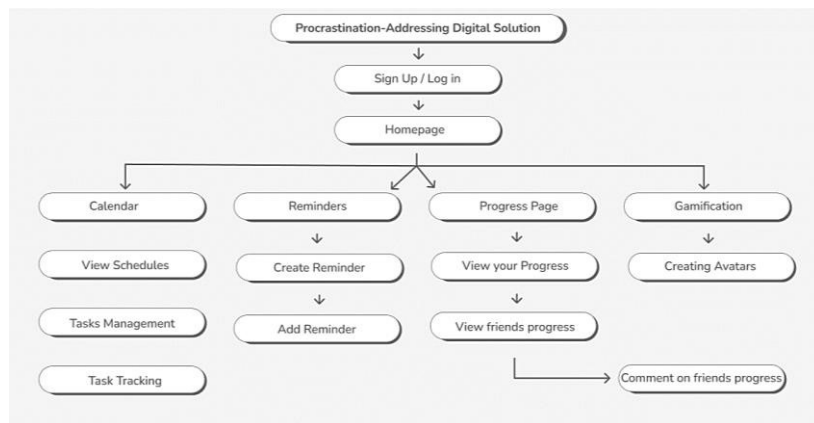 Procrastination-Addressing Digital Solution
Sign Up / Log in
Homepage
Calendar
Reminders
Progress Page
Gamification
View Schedules
Create Reminder
View your Progress
Creating Avatars
Tasks Management
Add Reminder
View friends progress
Task Tracking
Comment on friends progress